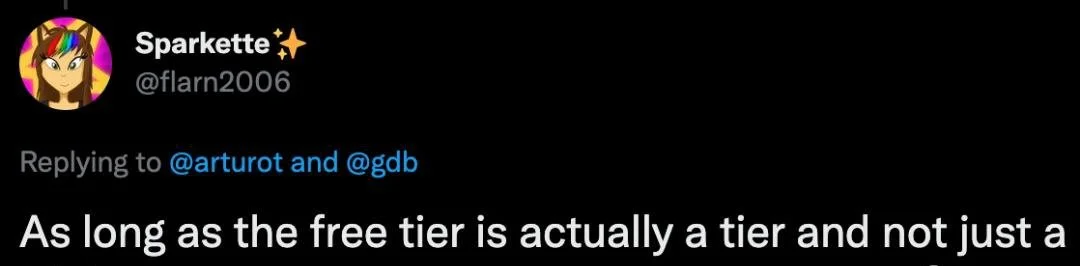 Sparkette✨
@flarn2006
Replying to @arturot and @gdb
As long as the free tier is actually a tier and not just a